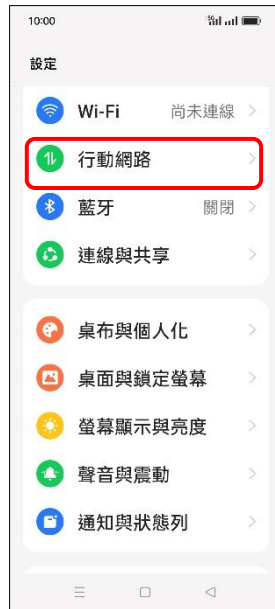 10:00
設定
Wi-Fi 尚未連線
行動網路
藍牙 關閉
連線與共享
桌布與個人化
桌面與鎖定螢幕
螢幕顯示與亮度
聲音與震動
通知與狀態列